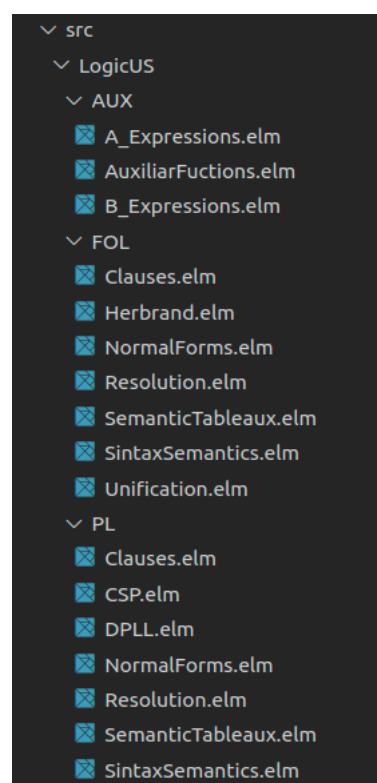 src
LogicUS
AUX
A_Expressions.elm
AuxiliarFuctions.elm
B_Expressions.elm
FOL
Clauses.elm
Herbrand.elm
NormalForms.elm
Resolution.elm
SemanticTableaux.elm
SintaxSemantics.elm
Unification.elm
PL
Clauses.elm
CSP.elm
DPLL.elm
NormalForms.elm
Resolution.elm
SemanticTableaux.elm
SintaxSemantics.elm